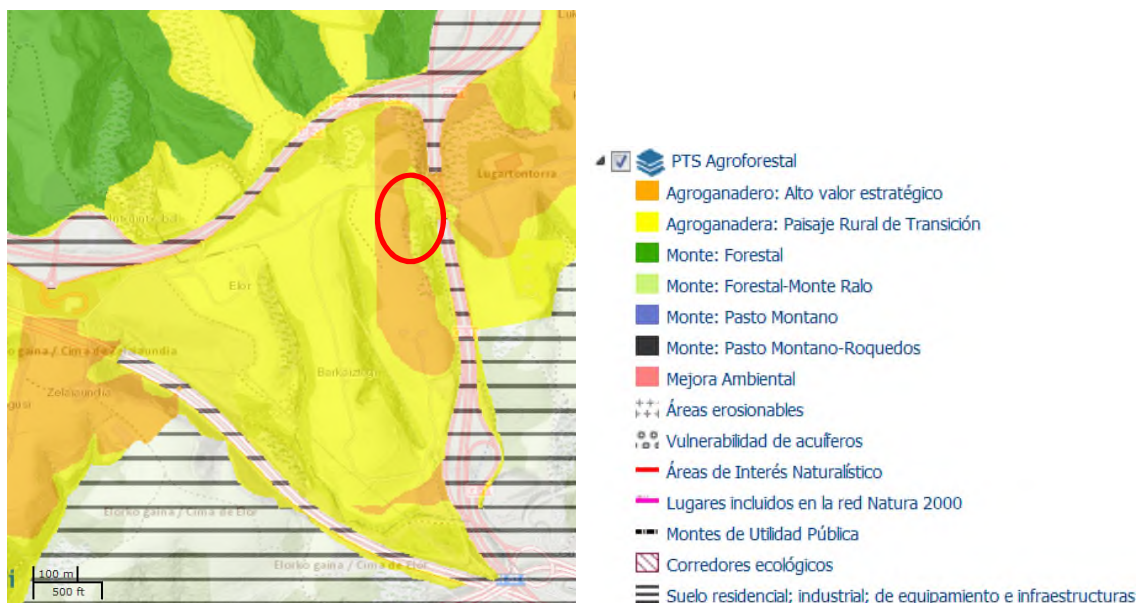 Lugartontorra
Elor
Zelaiaundia
Elorko gaina / Cima de Elor
Elorko gaina / Cima de Elor
100 m
500 ft
PTS Agroforestal
Agroganadero: Alto valor estratégico
Agroganadera: Paisaje Rural de Transición
Monte: Forestal
Monte: Forestal-Monte Ralo
Monte: Pasto Montano
Monte: Pasto Montano-Roquedos
Mejora Ambiental
Áreas erosionables
Vulnerabilidad de acuíferos
Áreas de Interés Naturalístico
Lugares incluidos en la red Natura 2000
Montes de Utilidad Pública
Corredores ecológicos
Suelo residencial; industrial; de equipamiento e infraestructuras